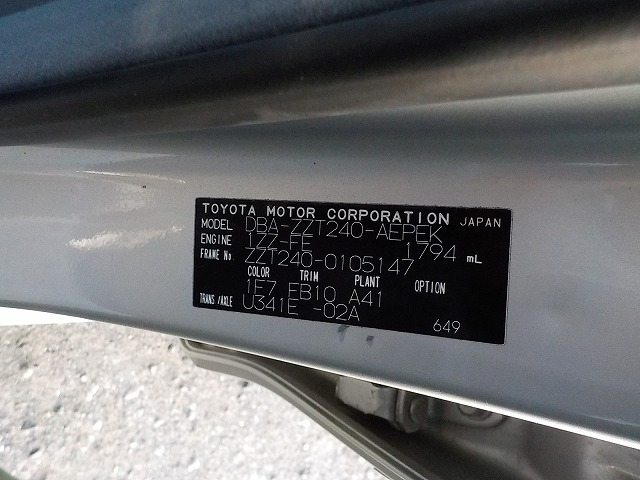 TOYOTA MOTOR CORPORATION JAPAN
MODEL DBA-ZZT240-AEPEK
ENGINE 1ZZ-FE 1794 mL
FRAME No. ZZT240-0105147
COLOR TRIM PLANT OPTION
1F7 FB10 A41
TRANS./AXLE U341E -02A
649